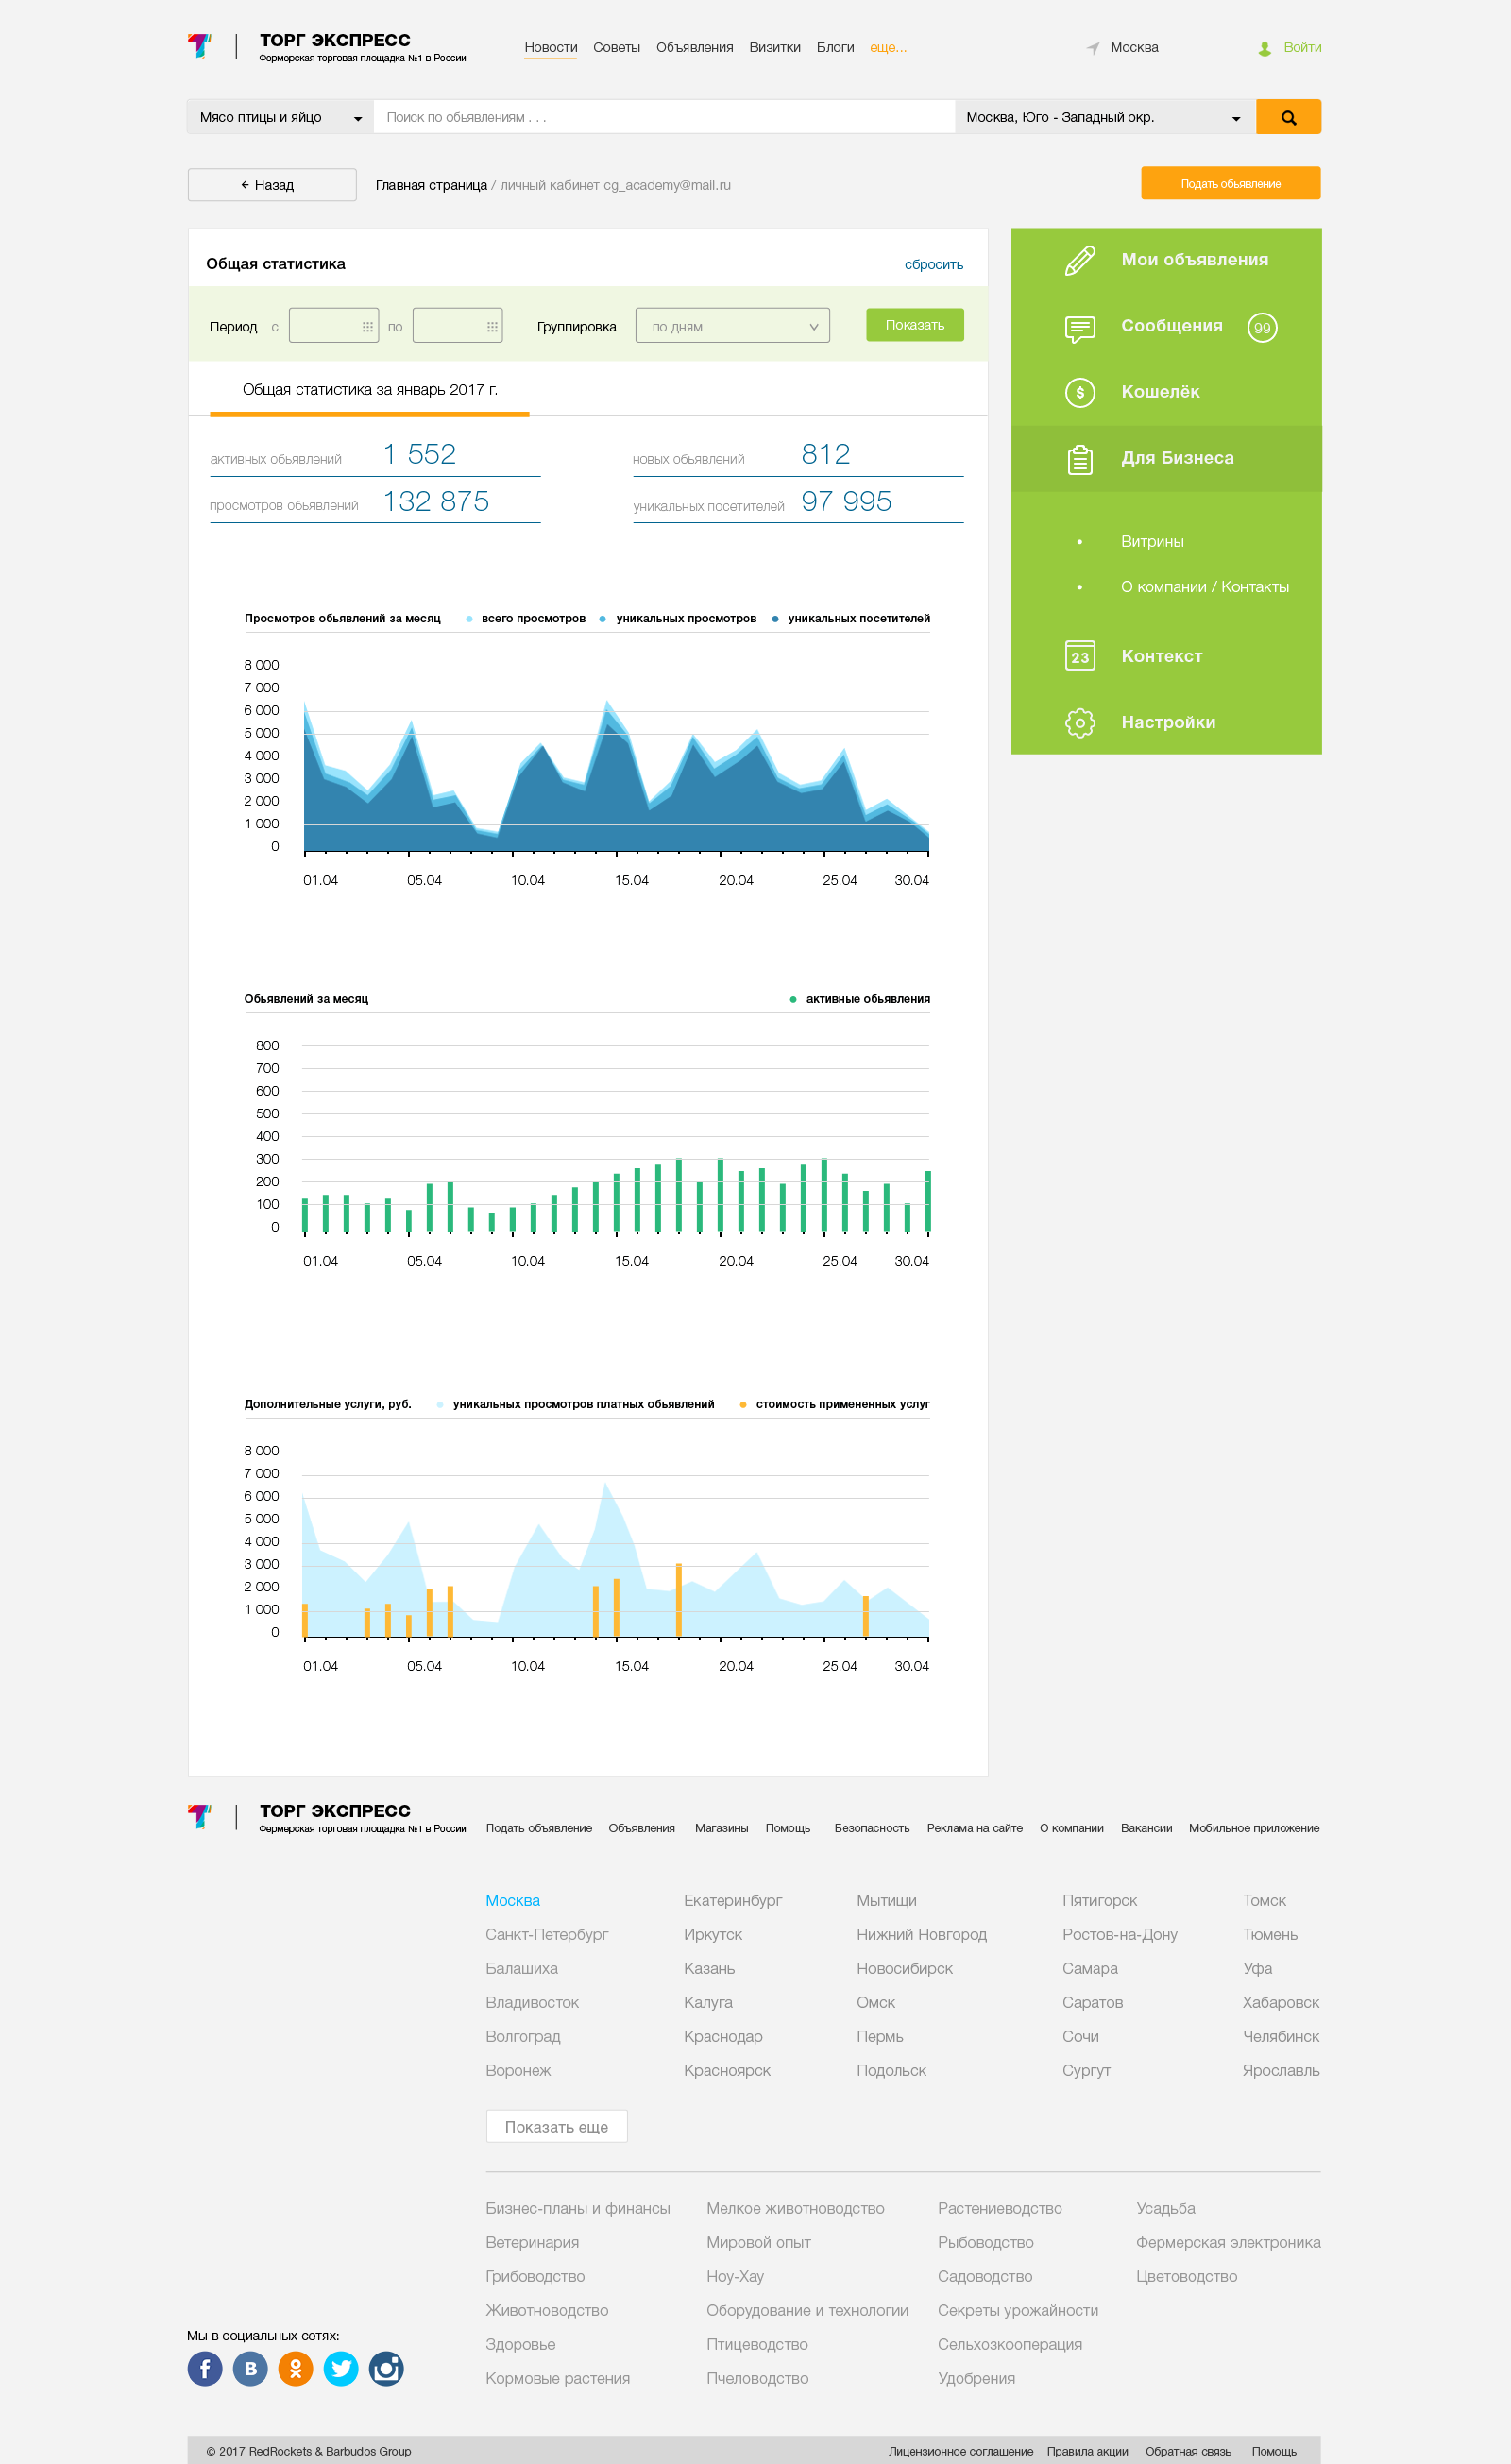 ТОРГ ЭКСПРЕСС
Фермерская торговая площадка №1 в России
Новости Советы Объявления Визитки Блоги еще...
Москва
Войти
Мясо птицы и яйцо
Поиск по обьявлениям . . .
Москва, Юго - Западный окр.
Назад
Главная страница / личный кабинет cg_academy@mail.ru
Подать обьявление
Общая статистика
сбросить
Период с по Группировка по дням Показать
Общая статистика за январь 2017 г.
активных обьявлений 1 552
новых обьявлений 812
просмотров обьявлений 132 875
уникальных посетителей 97 995
Мои объявления
Сообщения 99
Кошелёк
Для Бизнеса
Витрины
О компании / Контакты
23 Контекст
Настройки
Просмотров обьявлений за месяц всего просмотров уникальных просмотров уникальных посетителей
8 000
7 000
6 000
5 000
4 000
3 000
2 000
1 000
0
01.04 05.04 10.04 15.04 20.04 25.04 30.04
Обьявлений за месяц активные обьявления
800
700
600
500
400
300
200
100
0
01.04 05.04 10.04 15.04 20.04 25.04 30.04
Дополнительные услуги, руб. уникальных просмотров платных обьявлений стоимость примененных услуг
8 000
7 000
6 000
5 000
4 000
3 000
2 000
1 000
0
01.04 05.04 10.04 15.04 20.04 25.04 30.04
ТОРГ ЭКСПРЕСС
Фермерская торговая площадка №1 в России
Подать объявление Объявления Магазины Помощь Безопасность Реклама на сайте О компании Вакансии Мобильное приложение
Москва Екатеринбург Мытищи Пятигорск Томск
Санкт-Петербург Иркутск Нижний Новгород Ростов-на-Дону Тюмень
Балашиха Казань Новосибирск Самара Уфа
Владивосток Калуга Омск Саратов Хабаровск
Волгоград Краснодар Пермь Сочи Челябинск
Воронеж Красноярск Подольск Сургут Ярославль
Показать еще
Бизнес-планы и финансы Мелкое животноводство Растениеводство Усадьба
Ветеринария Мировой опыт Рыбоводство Фермерская электроника
Грибоводство Ноу-Хау Садоводство Цветоводство
Животноводство Оборудование и технологии Секреты урожайности
Здоровье Птицеводство Сельхозкооперация
Кормовые растения Пчеловодство Удобрения
Мы в социальных сетях:
© 2017 RedRockets & Barbudos Group
Лицензионное соглашение Правила акции Обратная связь Помощь